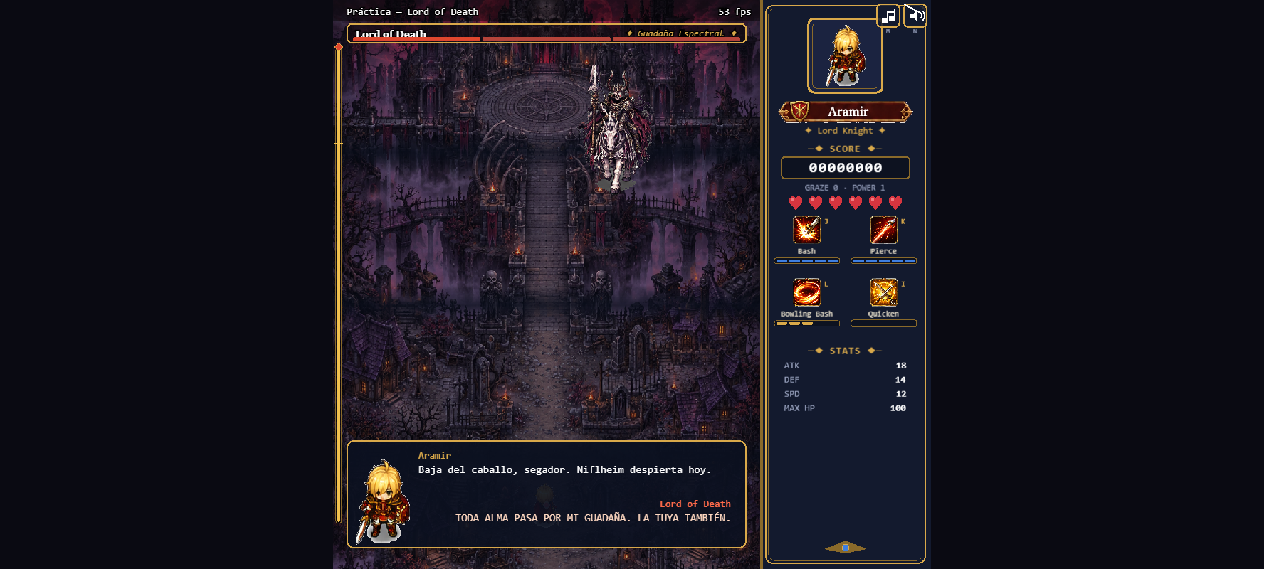 Práctica — Lord of Death
53 fps
Lord of Death
♦ Guadaña Espectral ♦
M
N
Aramir
Lord Knight
SCORE
00000000
GRAZE 0 · POWER 1
J
K
Bash
Pierce
L
I
Bowling Bash
Quicken
STATS
ATK 18
DEF 14
SPD 12
MAX HP 100
Aramir
Baja del caballo, segador. Niflheim despierta hoy.
Lord of Death
TODA ALMA PASA POR MI GUADAÑA. LA TUYA TAMBIÉN.